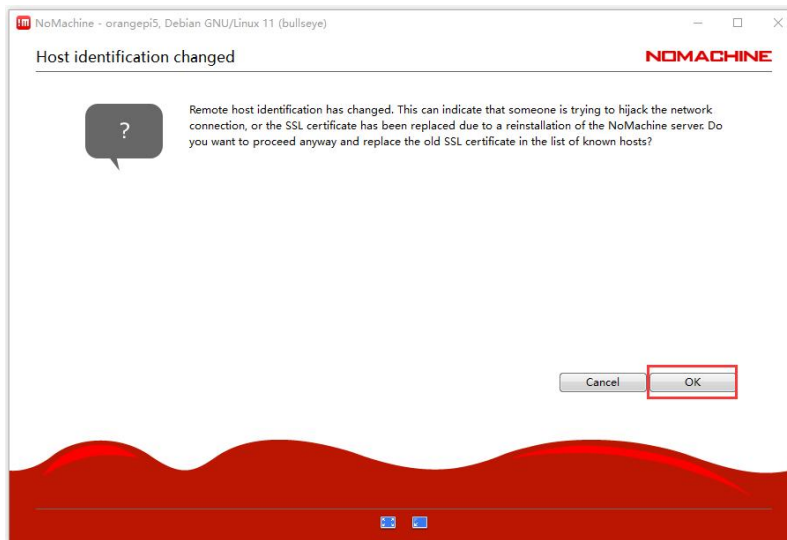 NoMachine - orangepi5, Debian GNU/Linux 11 (bullseye)
Host identification changed
NOMACHINE
?
Remote host identification has changed. This can indicate that someone is trying to hijack the network
connection, or the SSL certificate has been replaced due to a reinstallation of the NoMachine server. Do
you want to proceed anyway and replace the old SSL certificate in the list of known hosts?
Cancel
OK